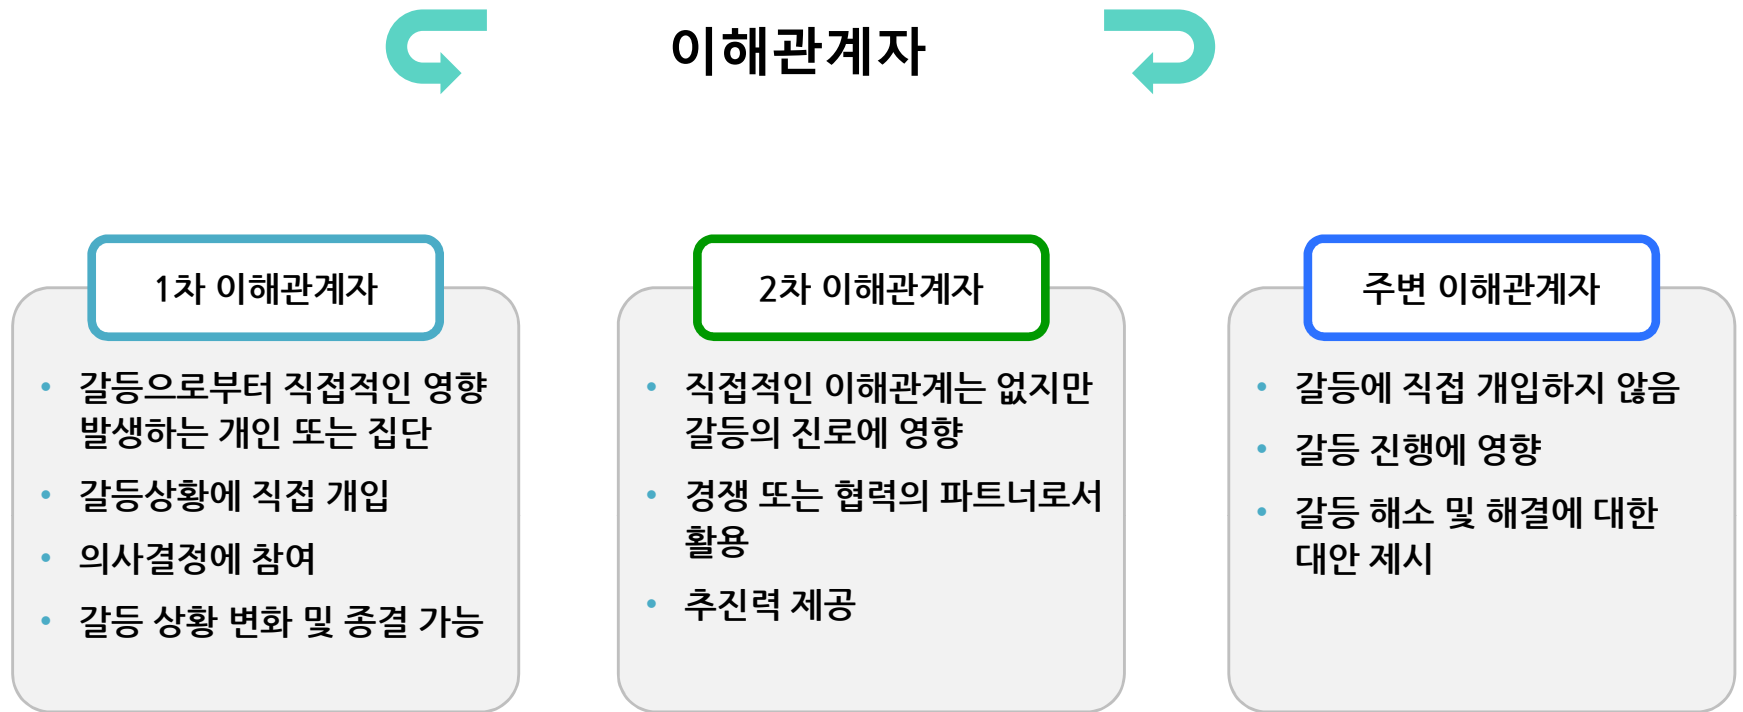 이해관계자
1차 이해관계자
• 갈등으로부터 직접적인 영향
발생하는 개인 또는 집단
• 갈등상황에 직접 개입
• 의사결정에 참여
• 갈등 상황 변화 및 종결 가능
2차 이해관계자
• 직접적인 이해관계는 없지만
갈등의 진로에 영향
• 경쟁 또는 협력의 파트너로서
활용
• 추진력 제공
주변 이해관계자
• 갈등에 직접 개입하지 않음
• 갈등 진행에 영향
• 갈등 해소 및 해결에 대한
대안 제시